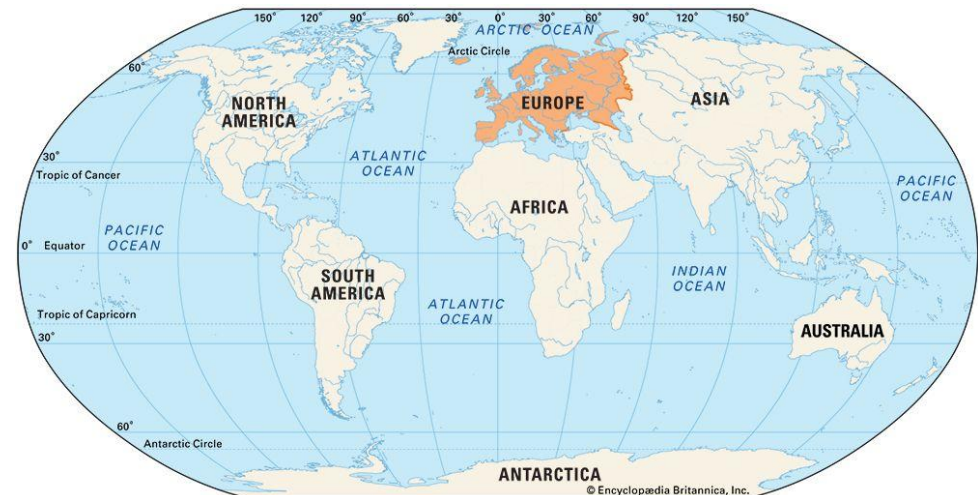 150° 120° 90° 60° 30° 0° 30° 60° 90° 120° 150°
ARCTIC OCEAN
Arctic Circle
60°
NORTH
AMERICA
EUROPE
ASIA
ATLANTIC
OCEAN
30°
Tropic of Cancer
PACIFIC
OCEAN
AFRICA
PACIFIC
OCEAN
0°
Equator
SOUTH
AMERICA
INDIAN
OCEAN
ATLANTIC
OCEAN
Tropic of Capricorn
30°
AUSTRALIA
60°
Antarctic Circle
ANTARCTICA
© Encyclopædia Britannica, Inc.